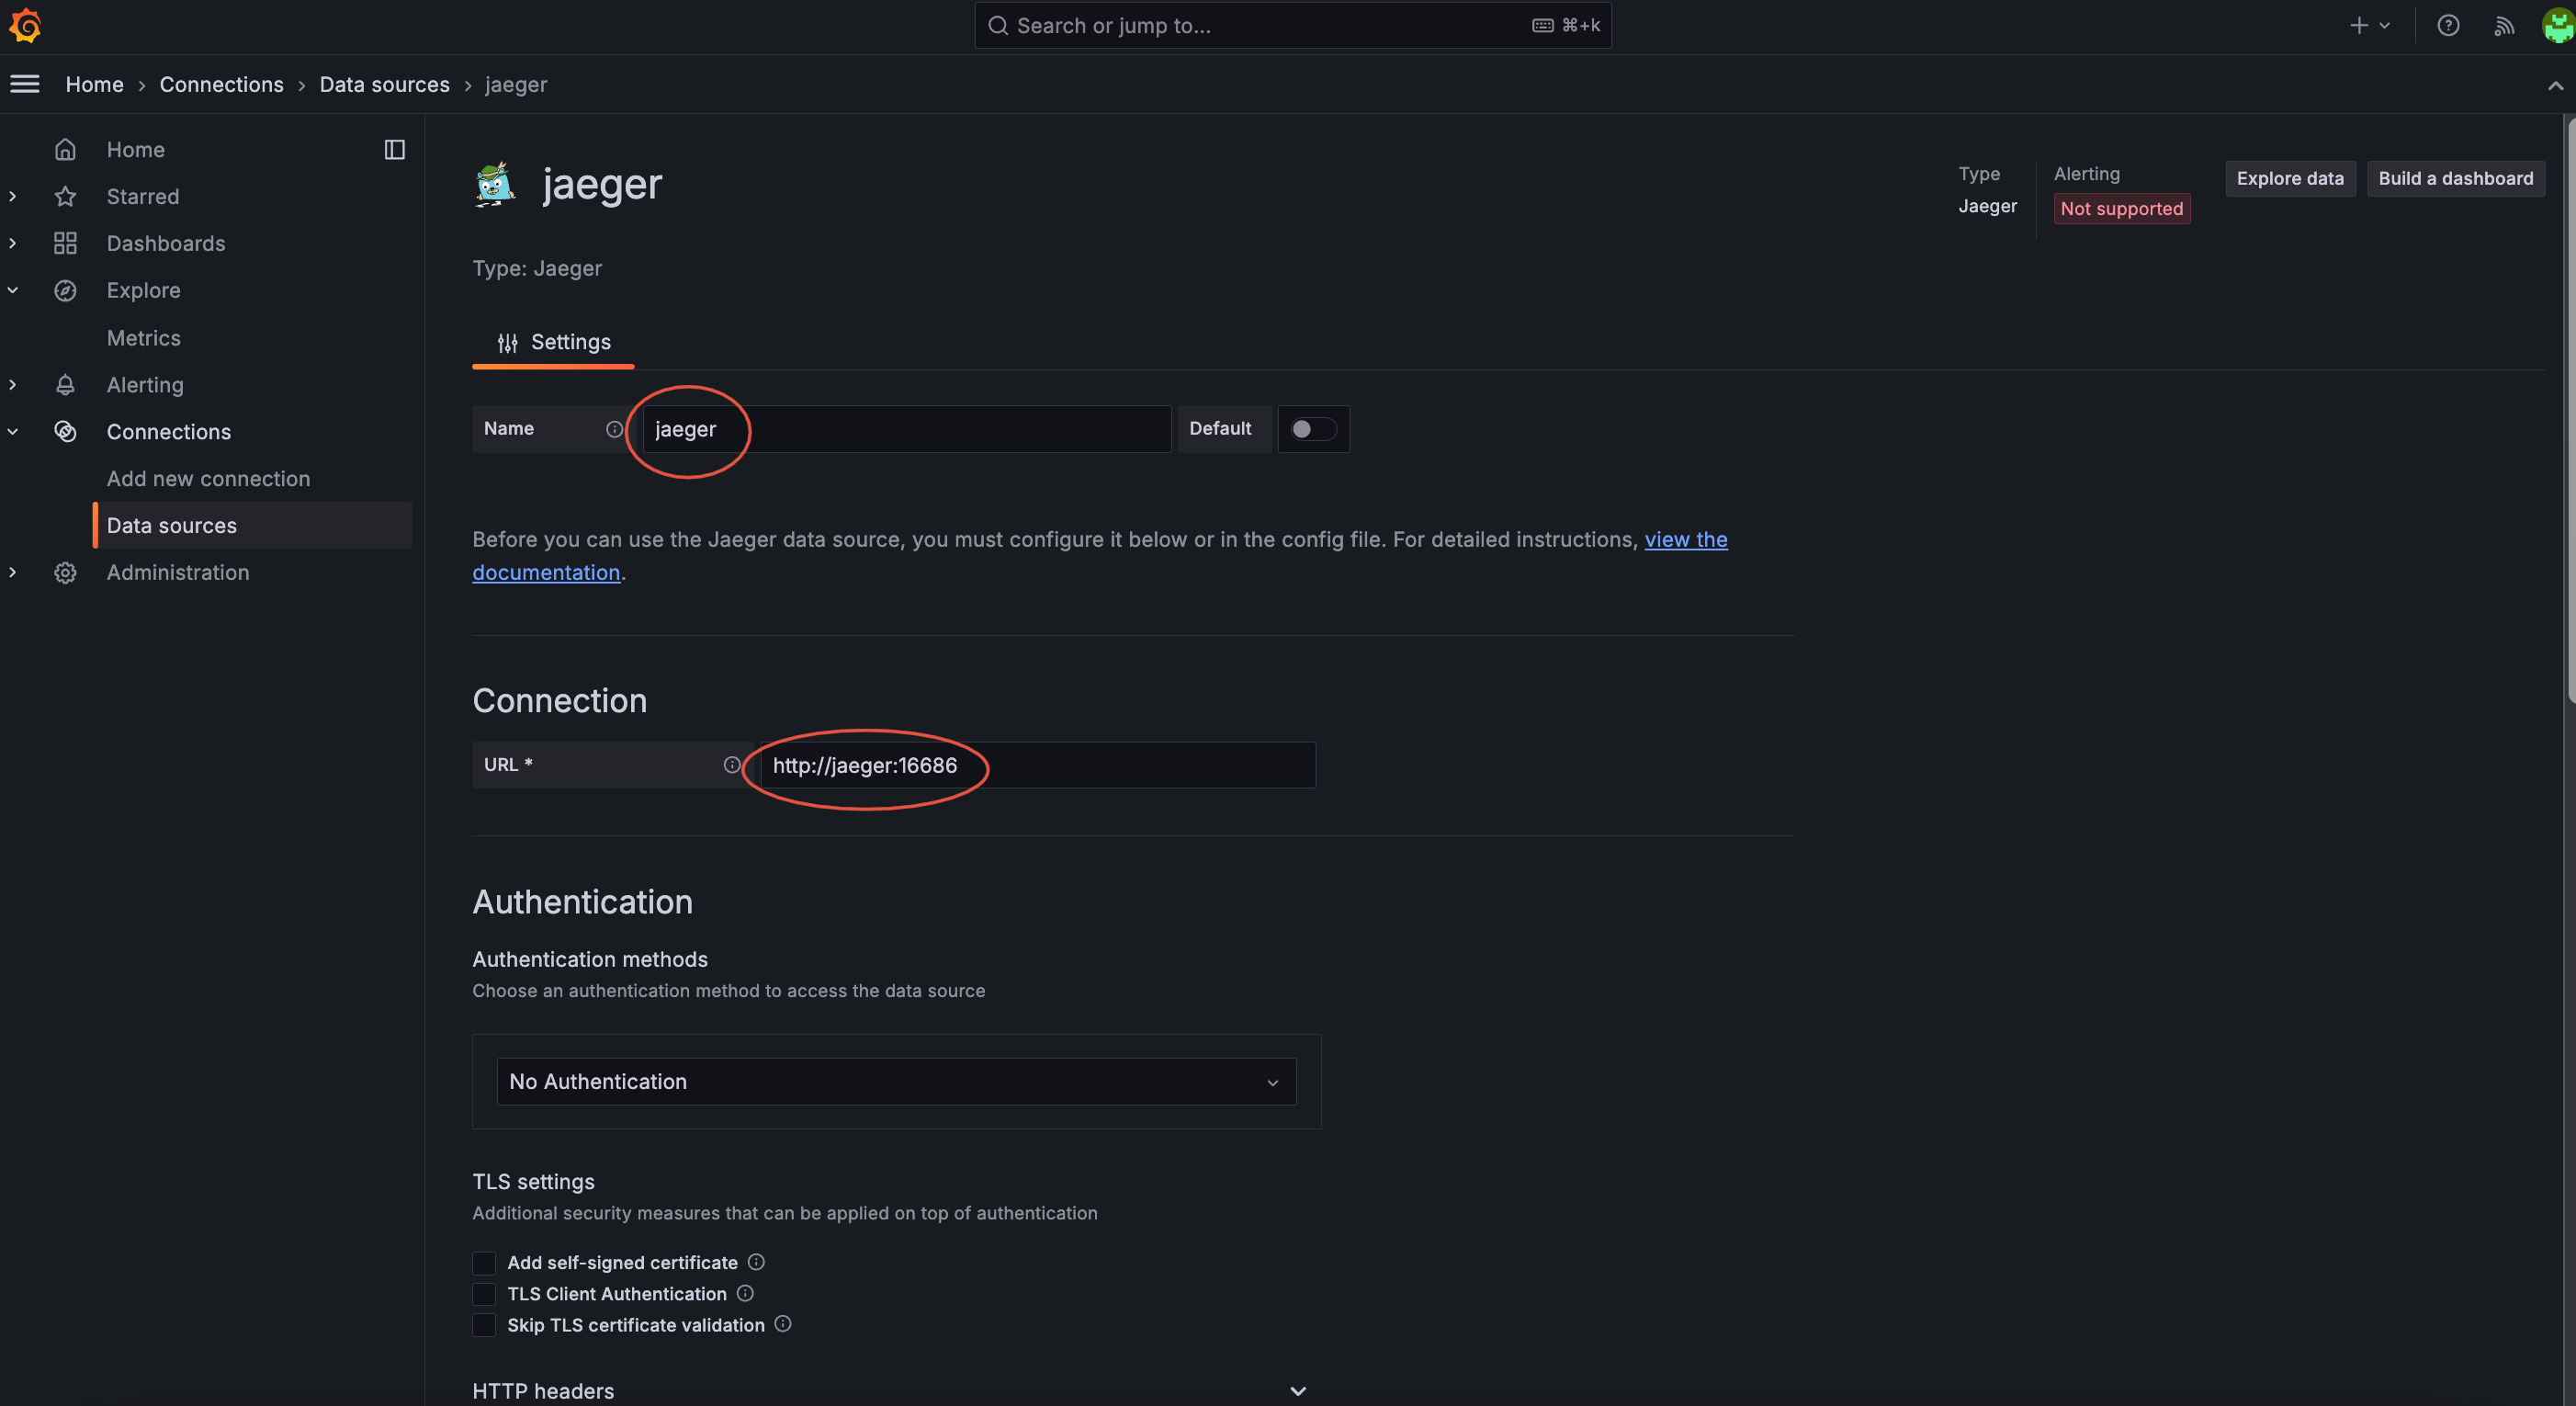 Search or jump to...
⌘+k
Home › Connections › Data sources › jaeger
Home
Starred
Dashboards
Explore
Metrics
Alerting
Connections
Add new connection
Data sources
Administration
jaeger
Type
Jaeger
Alerting
Not supported
Explore data
Build a dashboard
Type: Jaeger
Settings
Name
jaeger
Default
Before you can use the Jaeger data source, you must configure it below or in the config file. For detailed instructions, view the
documentation.
Connection
URL *
http://jaeger:16686
Authentication
Authentication methods
Choose an authentication method to access the data source
No Authentication
TLS settings
Additional security measures that can be applied on top of authentication
Add self-signed certificate
TLS Client Authentication
Skip TLS certificate validation
HTTP headers